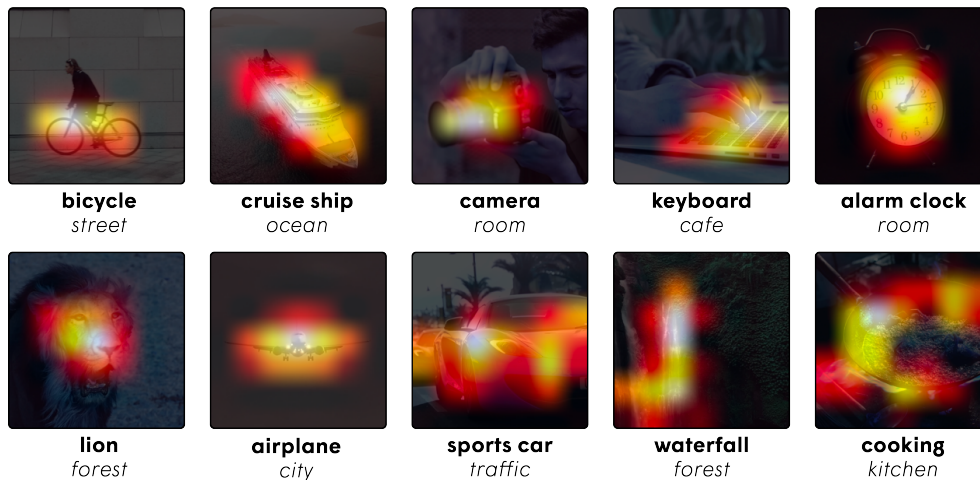 bicycle
street
cruise ship
ocean
camera
room
keyboard
cafe
alarm clock
room
lion
forest
airplane
city
sports car
traffic
waterfall
forest
cooking
kitchen